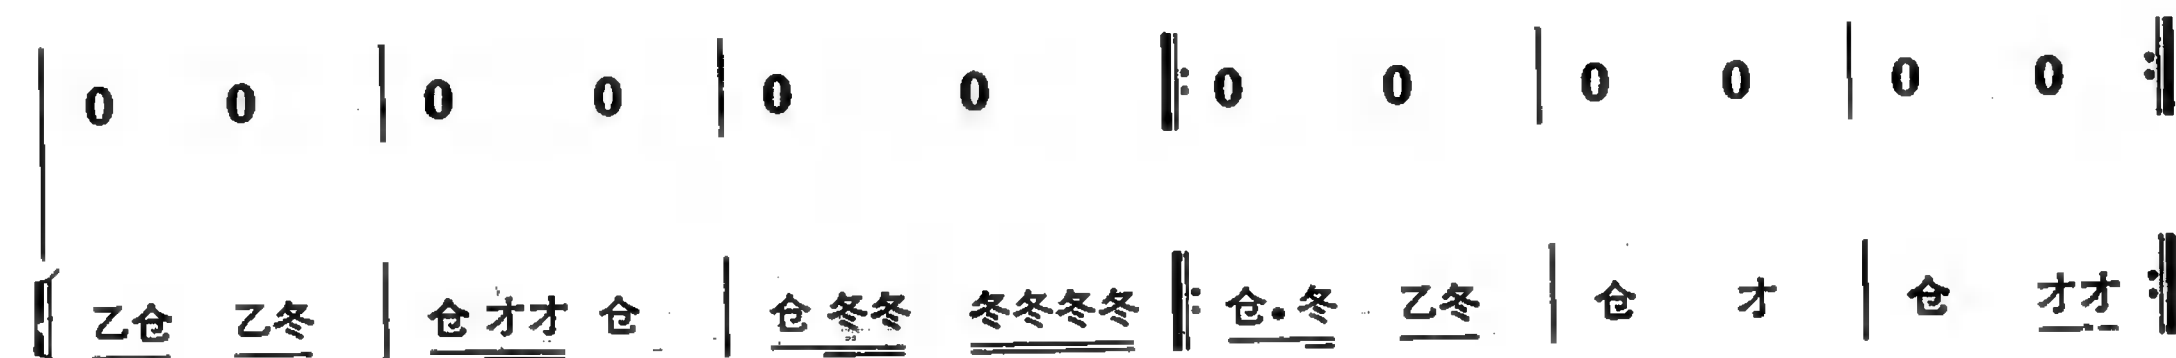 0 0 | 0 0 | 0 0 ‖: 0 0 | 0 0 | 0 0 :‖
乙仓 乙冬 | 仓 才才 仓 | 仓 冬冬 冬冬冬冬 ‖: 仓. 冬 乙冬 | 仓 才 | 仓 才才 :‖